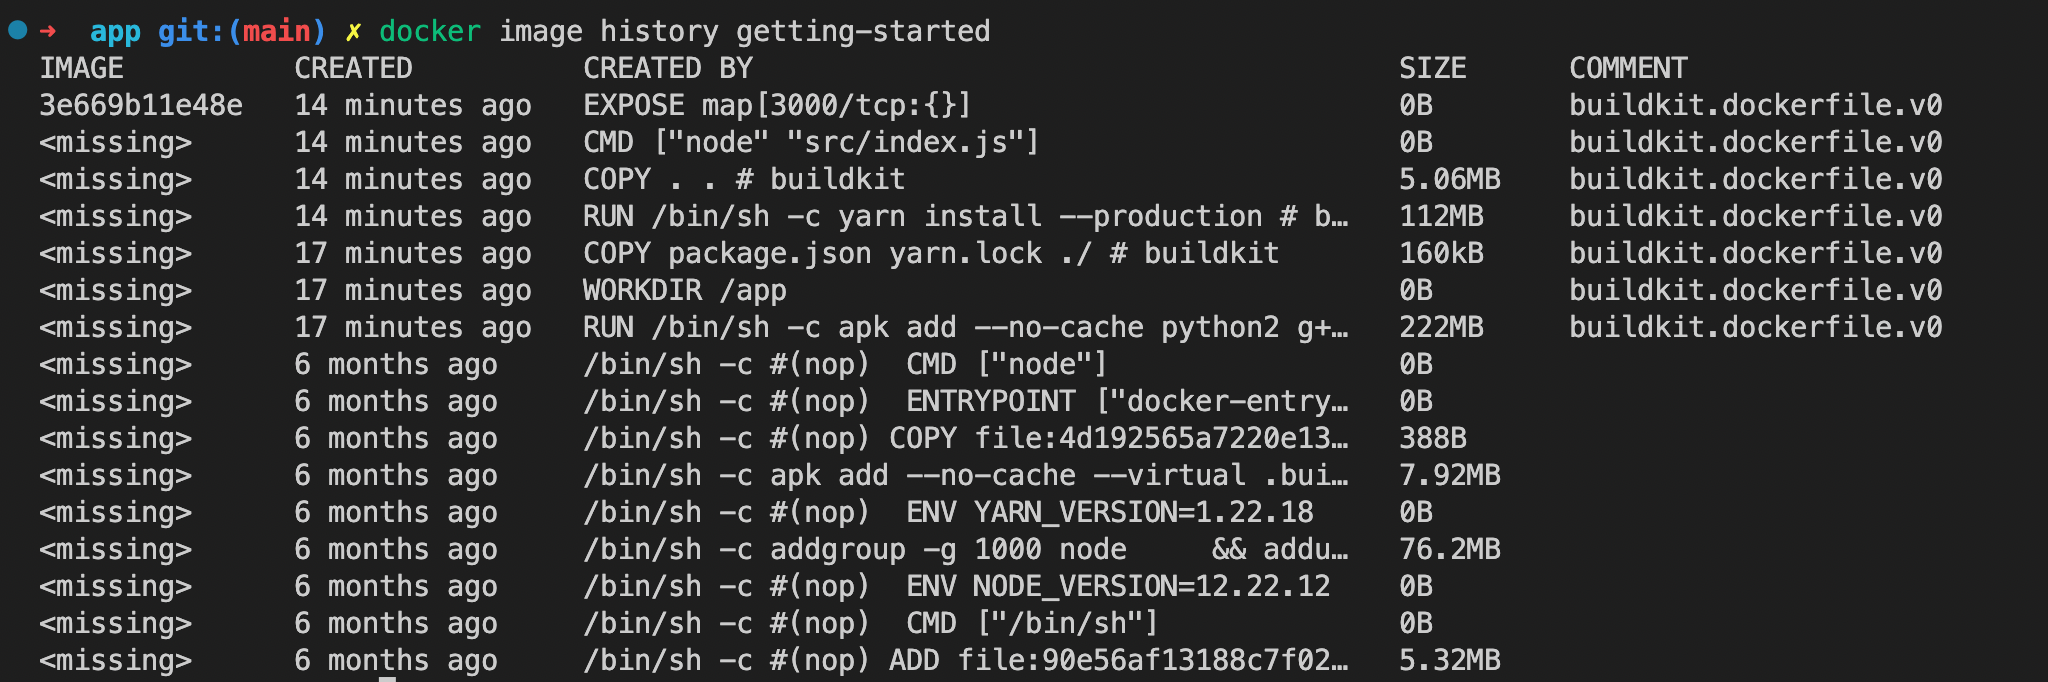 ➜  app git:(main) ✗ docker image history getting-started
IMAGE          CREATED          CREATED BY                                      SIZE      COMMENT
3e669b11e48e   14 minutes ago   EXPOSE map[3000/tcp:{}]                         0B        buildkit.dockerfile.v0
<missing>      14 minutes ago   CMD ["node" "src/index.js"]                     0B        buildkit.dockerfile.v0
<missing>      14 minutes ago   COPY . . # buildkit                             5.06MB    buildkit.dockerfile.v0
<missing>      14 minutes ago   RUN /bin/sh -c yarn install --production # b…   112MB     buildkit.dockerfile.v0
<missing>      17 minutes ago   COPY package.json yarn.lock ./ # buildkit       160kB     buildkit.dockerfile.v0
<missing>      17 minutes ago   WORKDIR /app                                    0B        buildkit.dockerfile.v0
<missing>      17 minutes ago   RUN /bin/sh -c apk add --no-cache python2 g+…   222MB     buildkit.dockerfile.v0
<missing>      6 months ago     /bin/sh -c #(nop)  CMD ["node"]                 0B
<missing>      6 months ago     /bin/sh -c #(nop)  ENTRYPOINT ["docker-entry…   0B
<missing>      6 months ago     /bin/sh -c #(nop) COPY file:4d192565a7220e13…   388B
<missing>      6 months ago     /bin/sh -c apk add --no-cache --virtual .bui…   7.92MB
<missing>      6 months ago     /bin/sh -c #(nop)  ENV YARN_VERSION=1.22.18     0B
<missing>      6 months ago     /bin/sh -c addgroup -g 1000 node     && addu…   76.2MB
<missing>      6 months ago     /bin/sh -c #(nop)  ENV NODE_VERSION=12.22.12    0B
<missing>      6 months ago     /bin/sh -c #(nop)  CMD ["/bin/sh"]              0B
<missing>      6 months ago     /bin/sh -c #(nop) ADD file:90e56af13188c7f02…   5.32MB